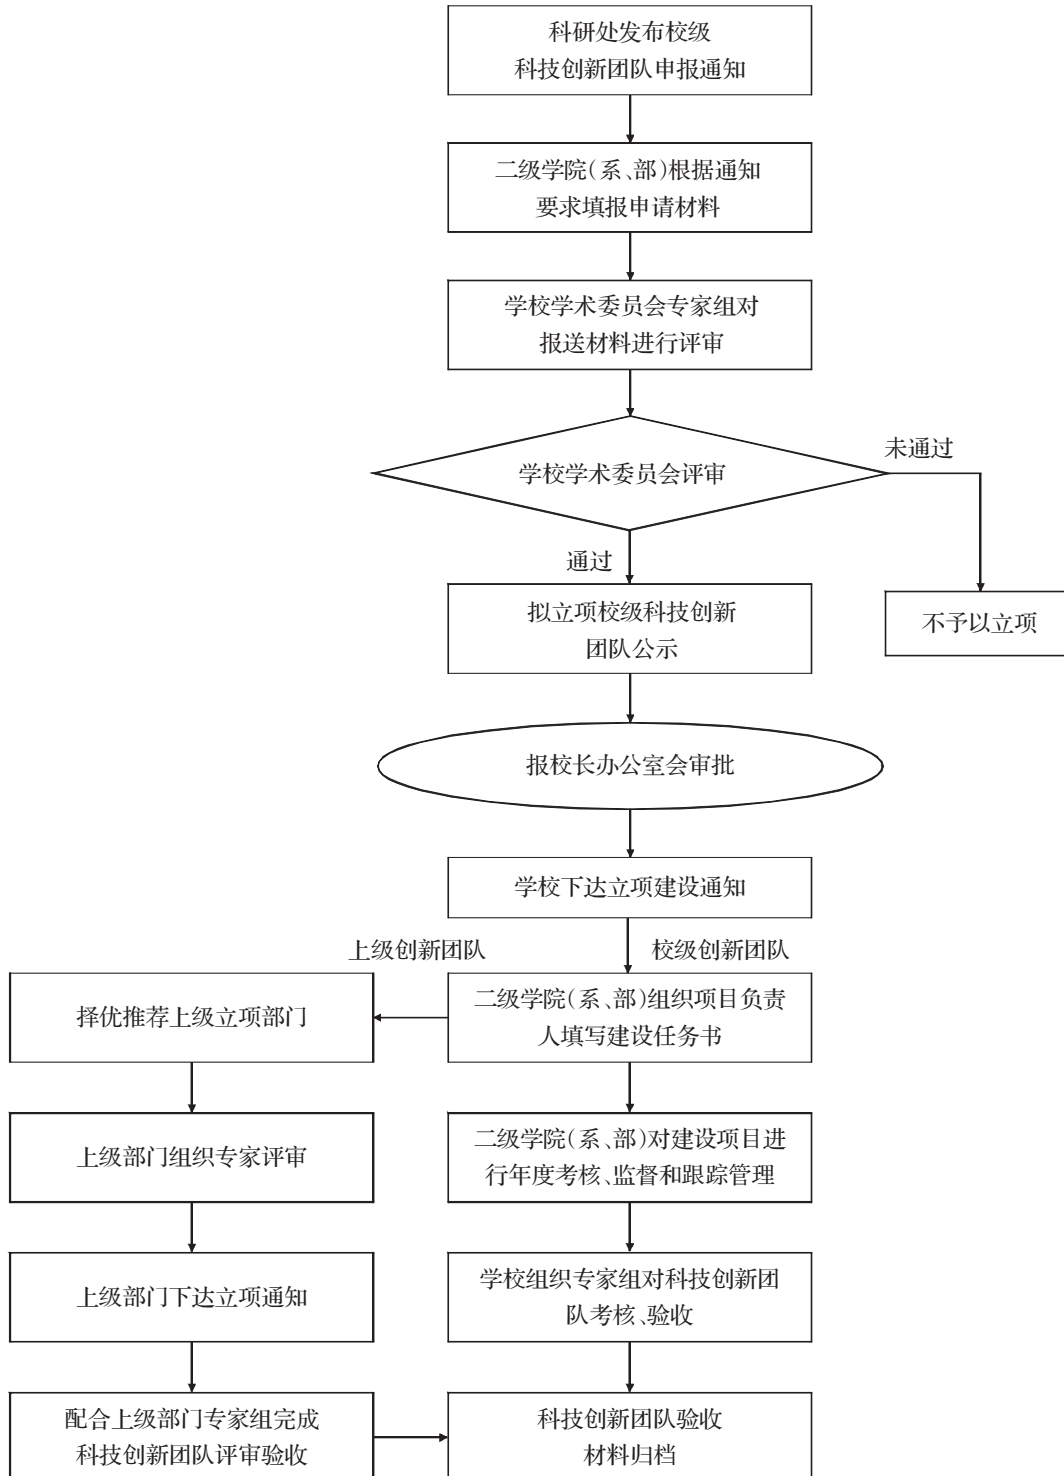 科研处发布校级
科技创新团队申报通知
二级学院(系、部)根据通知
要求填报申请材料
学校学术委员会专家组对
报送材料进行评审
学校学术委员会评审
未通过
通过
拟立项校级科技创新
团队公示
不予以立项
报校长办公室会审批
学校下达立项建设通知
上级创新团队
校级创新团队
择优推荐上级立项部门
二级学院(系、部)组织项目负责
人填写建设任务书
上级部门组织专家评审
二级学院(系、部)对建设项目进
行年度考核、监督和跟踪管理
上级部门下达立项通知
学校组织专家组对科技创新团
队考核、验收
配合上级部门专家组完成
科技创新团队评审验收
科技创新团队验收
材料归档